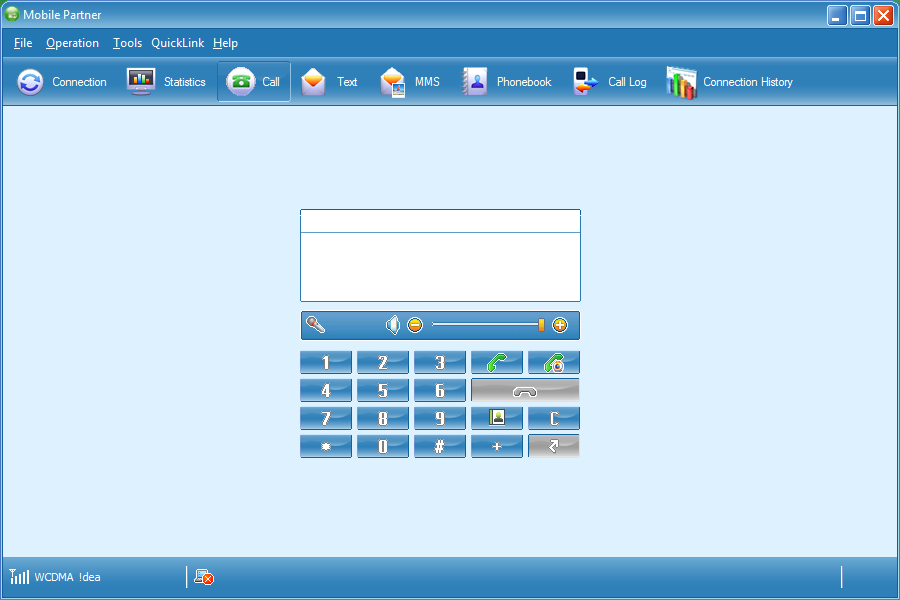 Mobile Partner
File Operation Tools QuickLink Help
Connection Statistics Call Text MMS Phonebook Call Log Connection History
1 2 3
4 5 6
7 8 9 C
* 0 # +
WCDMA !dea